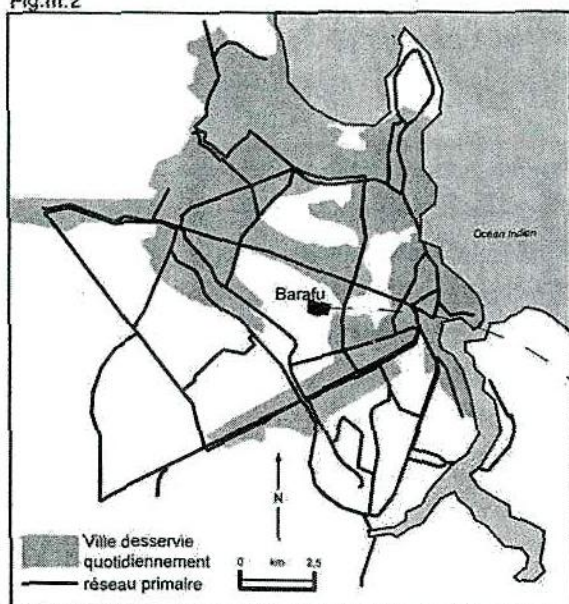 Fig.III.2
Océan Indien
Barafu
N
Ville desservie
quotidiennement
réseau primaire
0 km 2,5